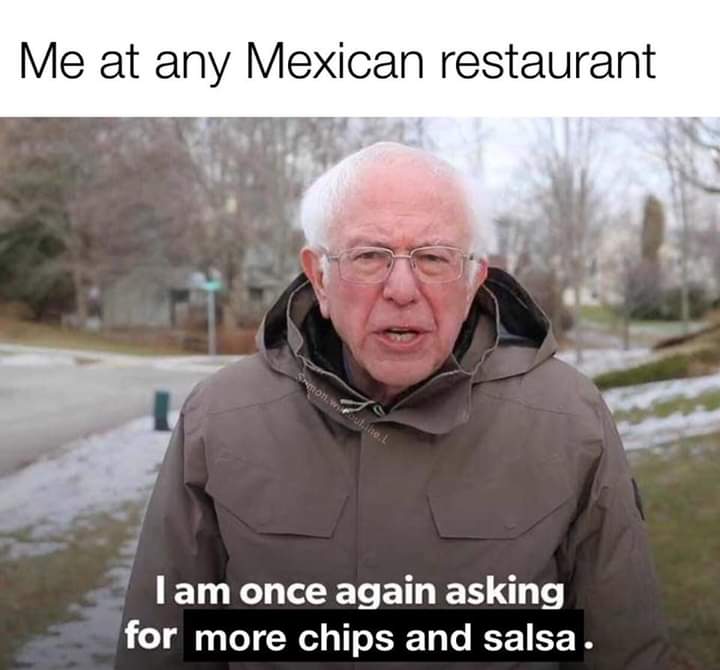 Me at any Mexican restaurant
I am once again asking
for more chips and salsa.